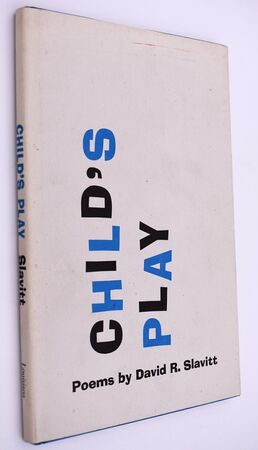 CHILD'S
PLAY
Poems by David R. Slavitt
CHILD'S PLAY Slavitt